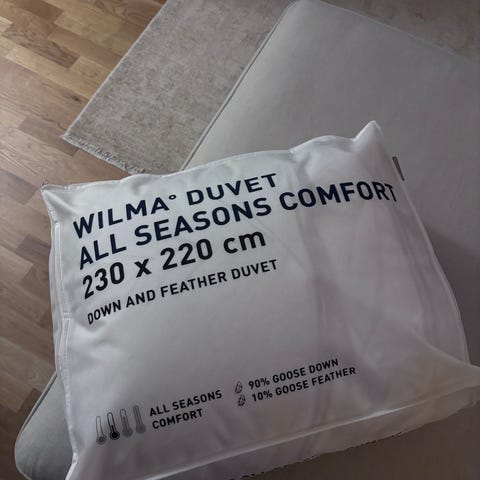 WILMA° DUVET
ALL SEASONS COMFORT
230 x 220 cm
DOWN AND FEATHER DUVET
ALL SEASONS
COMFORT
90% GOOSE DOWN
10% GOOSE FEATHER